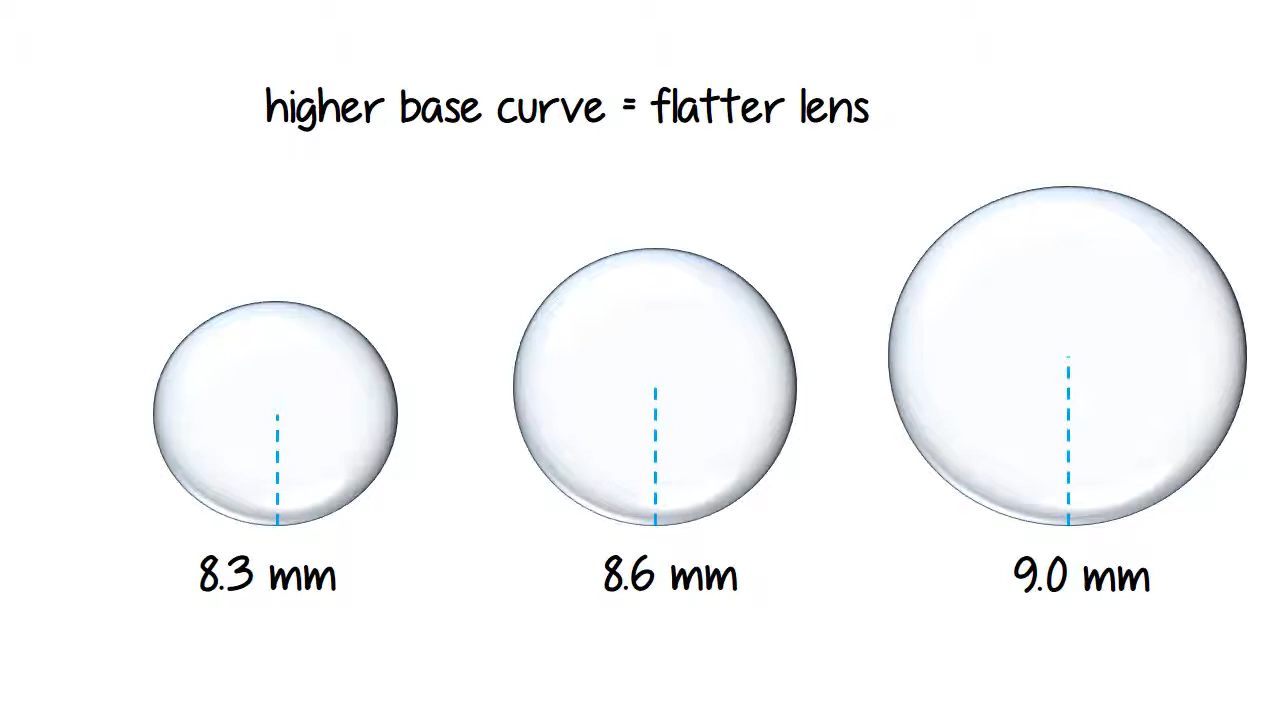 higher base curve = flatter lens
8.3 mm
8.6 mm
9.0 mm